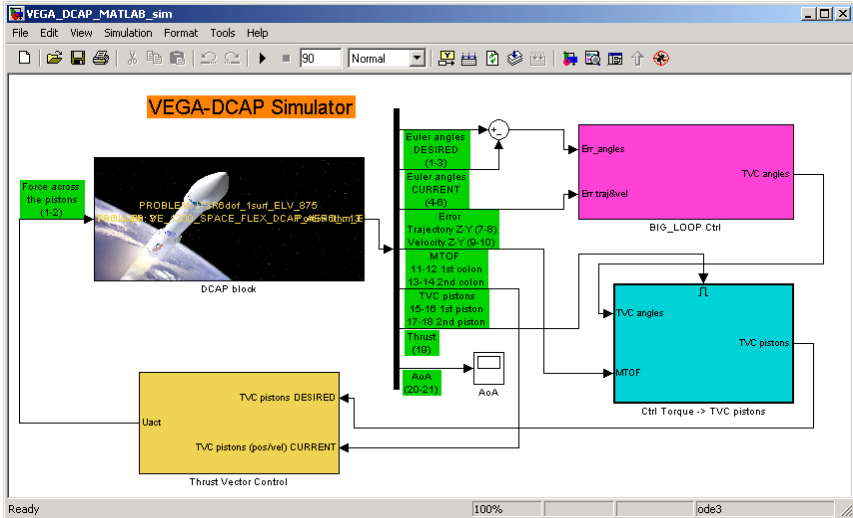 VEGA_DCAP_MATLAB_sim
File Edit View Simulation Format Tools Help
90
Normal
VEGA-DCAP Simulator
Force across
the pistons
(1-2)
PROBLEM
DCAP block
Euler angles
DESIRED
(1-3)
Euler angles
CURRENT
(4-6)
Error
Trajectory Z-Y (7-8)
Velocity Z-Y (9-10)
MTOF
11-12 1st colon
13-14 2nd colon
TVC pistons
15-16 1st piston
17-18 2nd piston
Thrust
(19)
AoA
(20-21)
AoA
Err_angles
Err traj&vel
TVC angles
BIG_LOOP Ctrl
TVC angles
MTOF
TVC pistons
Ctrl Torque -> TVC pistons
Uact
TVC pistons DESIRED
TVC pistons (pos/vel) CURRENT
Thrust Vector Control
Ready
100%
ode3